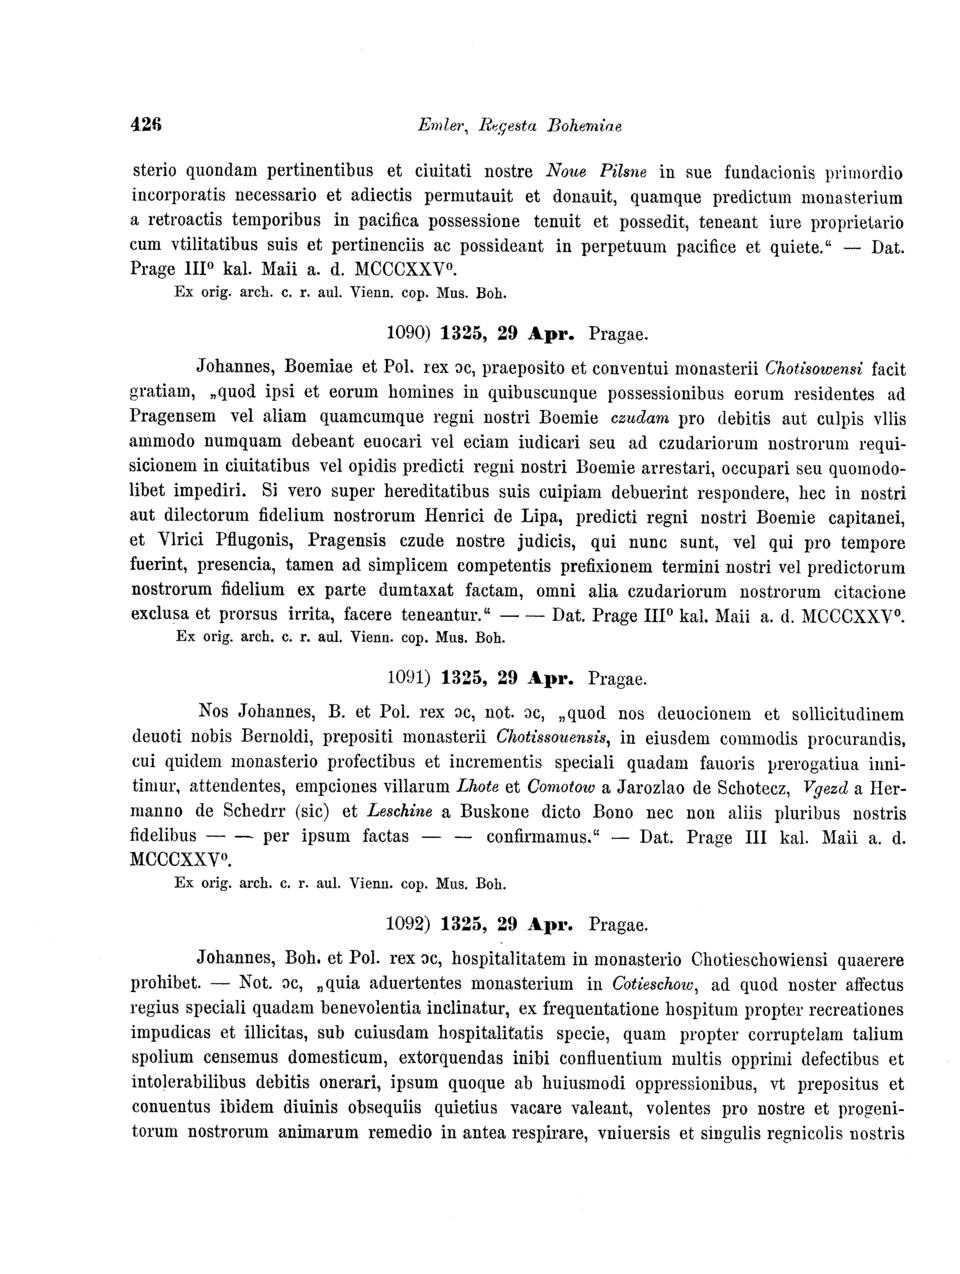 426 Emler, Regesta Bohemiae
sterio quondam pertinentibus et ciuitati nostre Noue Pilsne in sue fundacionis primordio
incorporatis necessario et adiectis permutauit et donauit, quamque predictum monasterium
a retroactis temporibus in pacifica possessione tenuit et possedit, teneant iure proprietario
cum vtilitatibus suis et pertinenciis ac possideant in perpetuum pacifice et quiete.“ — Dat.
Prage IIIº kal. Maii a. d. MCCCXXVº.
Ex orig. arch. c. r. aul. Vienn. cop. Mus. Boh.
1090) 1325, 29 Apr. Pragae.
Johannes, Boemiae et Pol. rex ɔc, praeposito et conventui monasterii Chotisowensi facit
gratiam, „quod ipsi et eorum homines in quibuscunque possessionibus eorum residentes ad
Pragensem vel aliam quamcumque regni nostri Boemie czudam pro debitis aut culpis vllis
ammodo numquam debeant euocari vel eciam iudicari seu ad czudariorum nostrorum requi-
sicionem in ciuitatibus vel opidis predicti regni nostri Boemie arrestari, occupari seu quomodo-
libet impediri. Si vero super hereditatibus suis cuipiam debuerint respondere, hec in nostri
aut dilectorum fidelium nostrorum Henrici de Lipa, predicti regni nostri Boemie capitanei,
et Vlrici Pflugonis, Pragensis czude nostre judicis, qui nunc sunt, vel qui pro tempore
fuerint, presencia, tamen ad simplicem competentis prefixionem termini nostri vel predictorum
nostrorum fidelium ex parte dumtaxat factam, omni alia czudariorum nostrorum citacione
exclusa et prorsus irrita, facere teneantur.“ — — Dat. Prage IIIº kal. Maii a. d. MCCCXXVº.
Ex orig. arch. c. r. aul. Vienn. cop. Mus. Boh.
1091) 1325, 29 Apr. Pragae.
Nos Johannes, B. et Pol. rex ɔc, not. ɔc, „quod nos deuocionem et sollicitudinem
deuoti nobis Bernoldi, prepositi monasterii Chotissouensis, in eiusdem commodis procurandis,
cui quidem monasterio profectibus et incrementis speciali quadam fauoris prerogatiua inni-
timur, attendentes, empciones villarum Lhote et Comotow a Jarozlao de Schotecz, Vgezd a Her-
manno de Schedrr (sic) et Leschine a Buskone dicto Bono nec non aliis pluribus nostris
fidelibus — — per ipsum factas — — confirmamus.“ — Dat. Prage III kal. Maii a. d.
MCCCXXVº.
Ex orig. arch. c. r. aul. Vienn. cop. Mus. Boh.
1092) 1325, 29 Apr. Pragae.
Johannes, Boh. et Pol. rex ɔc, hospitalitatem in monasterio Chotieschowiensi quaerere
prohibet. — Not. ɔc, „quia aduertentes monasterium in Cotieschow, ad quod noster affectus
regius speciali quadam benevolentia inclinatur, ex frequentatione hospitum propter recreationes
impudicas et illicitas, sub cuiusdam hospitalitatis specie, quam propter corruptelam talium
spolium censemus domesticum, extorquendas inibi confluentium multis opprimi defectibus et
intolerabilibus debitis onerari, ipsum quoque ab huiusmodi oppressionibus, vt prepositus et
conuentus ibidem diuinis obsequiis quietius vacare valeant, volentes pro nostre et progeni-
torum nostrorum animarum remedio in antea respirare, vniuersis et singulis regnicolis nostris